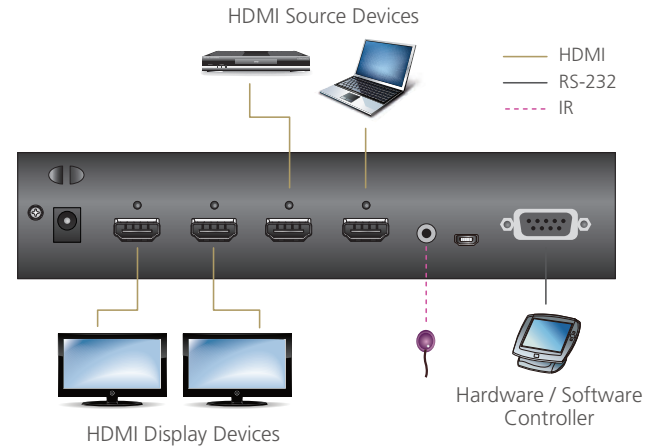 HDMI Source Devices
HDMI
RS-232
IR
HDMI Display Devices
Hardware / Software
Controller